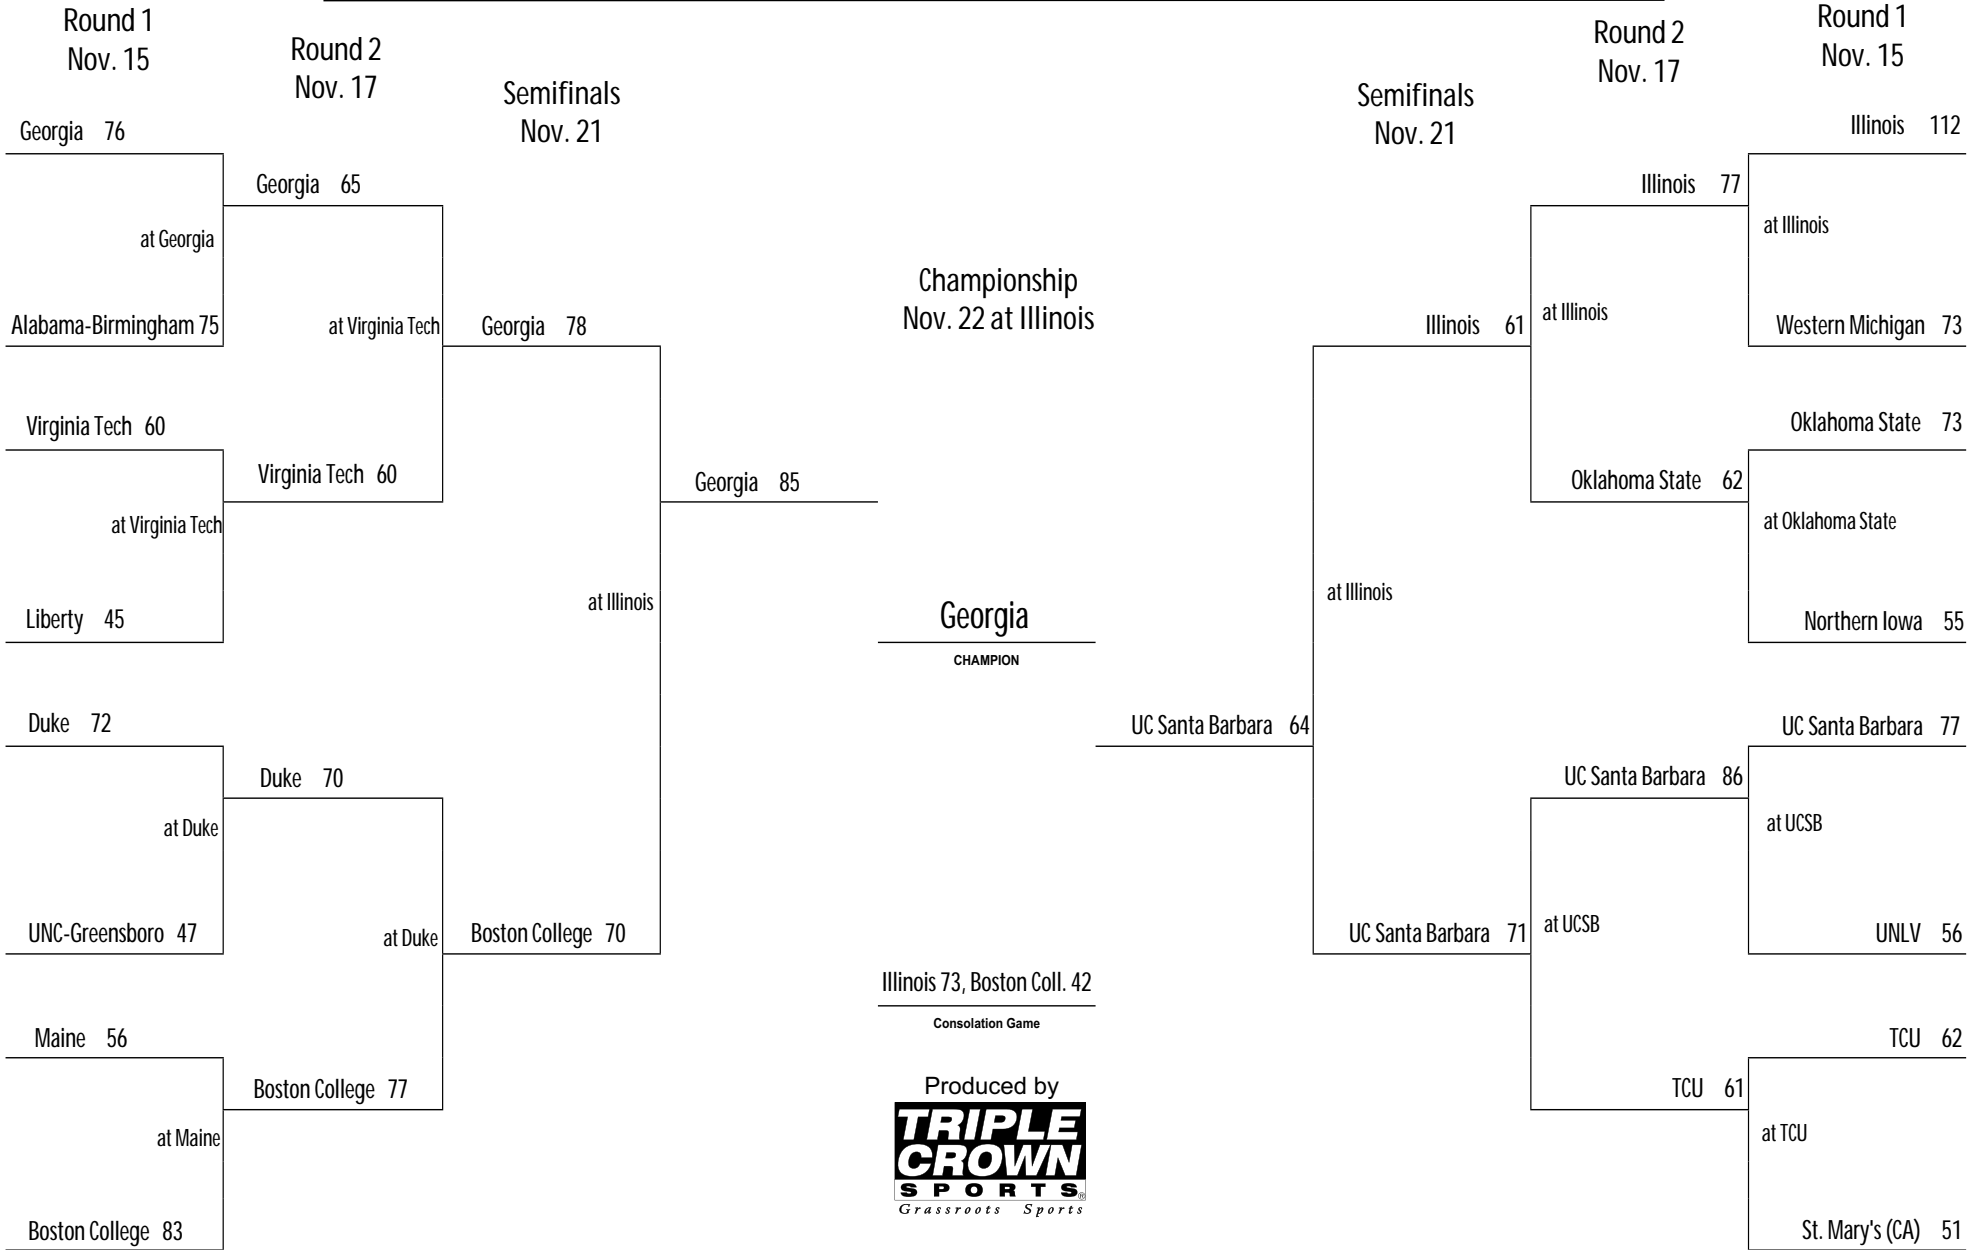 Round 1
Nov. 15
Round 2
Nov. 17
Semifinals
Nov. 21
Georgia 76
at Georgia
Alabama-Birmingham 75
Virginia Tech 60
at Virginia Tech
Liberty 45
Duke 72
at Duke
UNC-Greensboro 47
Maine 56
at Maine
Boston College 83
Georgia 65
at Virginia Tech
Virginia Tech 60
Duke 70
at Duke
Boston College 77
Georgia 78
at Illinois
Boston College 70
Georgia 85
Championship
Nov. 22 at Illinois
Georgia
CHAMPION
Illinois 73, Boston Coll. 42
Consolation Game
Produced by
TRIPLE
CROWN
SPORTS®
Grassroots Sports
UC Santa Barbara 64
Semifinals
Nov. 21
Illinois 61
at Illinois
UC Santa Barbara 71
Round 2
Nov. 17
Illinois 77
at Illinois
Oklahoma State 62
UC Santa Barbara 86
at UCSB
TCU 61
Round 1
Nov. 15
Illinois 112
at Illinois
Western Michigan 73
Oklahoma State 73
at Oklahoma State
Northern Iowa 55
UC Santa Barbara 77
at UCSB
UNLV 56
TCU 62
at TCU
St. Mary's (CA) 51